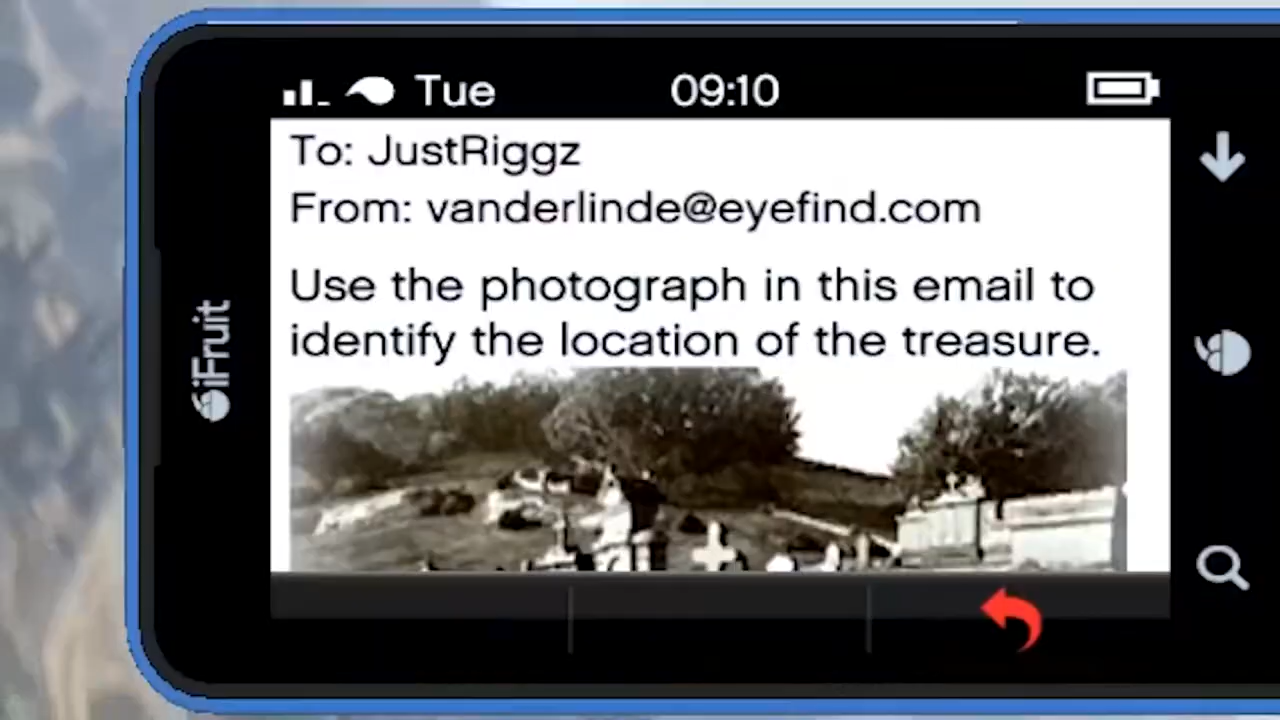 Tue 09:10
To: JustRiggz
From: vanderlinde@eyefind.com
Use the photograph in this email to
identify the location of the treasure.
iFruit